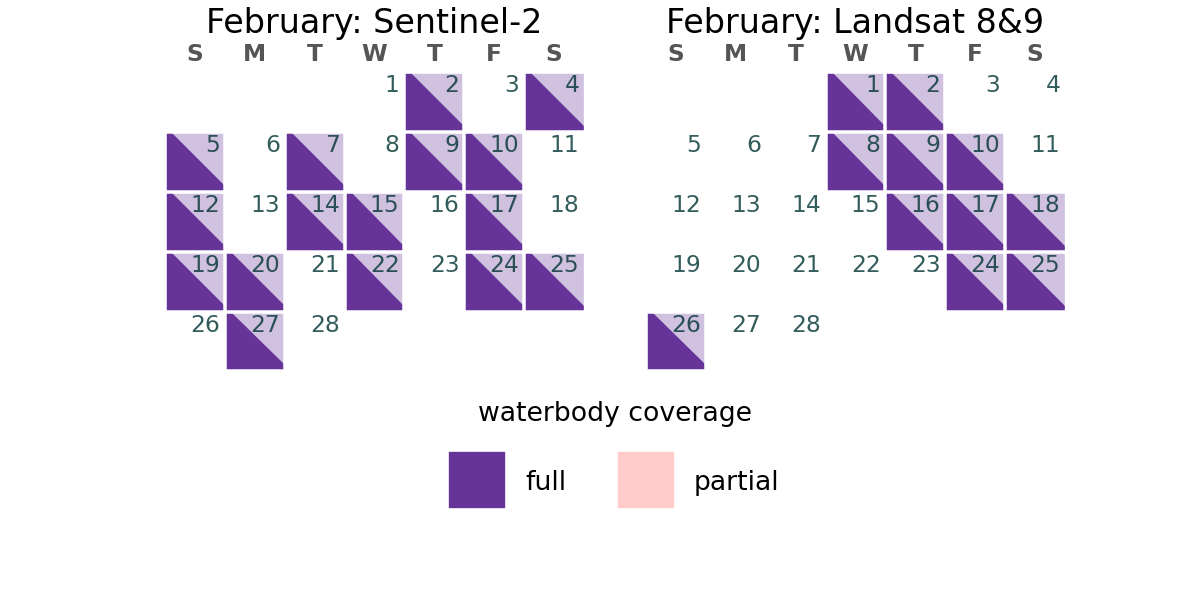 February: Sentinel-2
S M T W T F S
1 2 3 4
5 6 7 8 9 10 11
12 13 14 15 16 17 18
19 20 21 22 23 24 25
26 27 28
February: Landsat 8&9
S M T W T F S
1 2 3 4
5 6 7 8 9 10 11
12 13 14 15 16 17 18
19 20 21 22 23 24 25
26 27 28
waterbody coverage
full partial